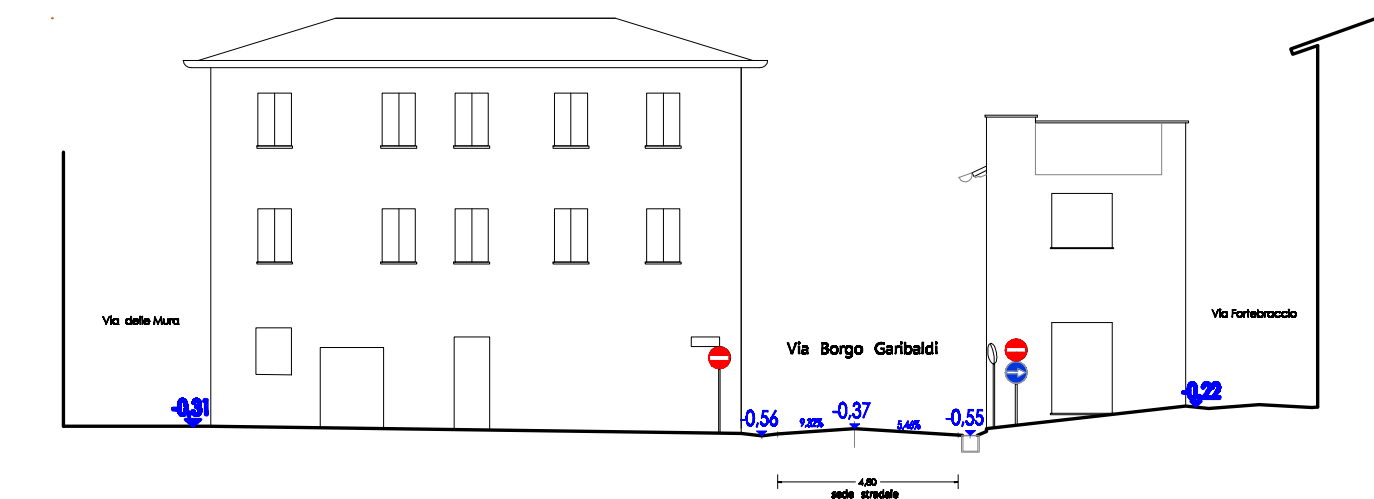 Via delle Mura
Via Fortebraccio
Via Borgo Garibaldi
-0,31
-0,56
9,32%
-0,37
5,46%
-0,55
-0,22
4,80
sede stradale